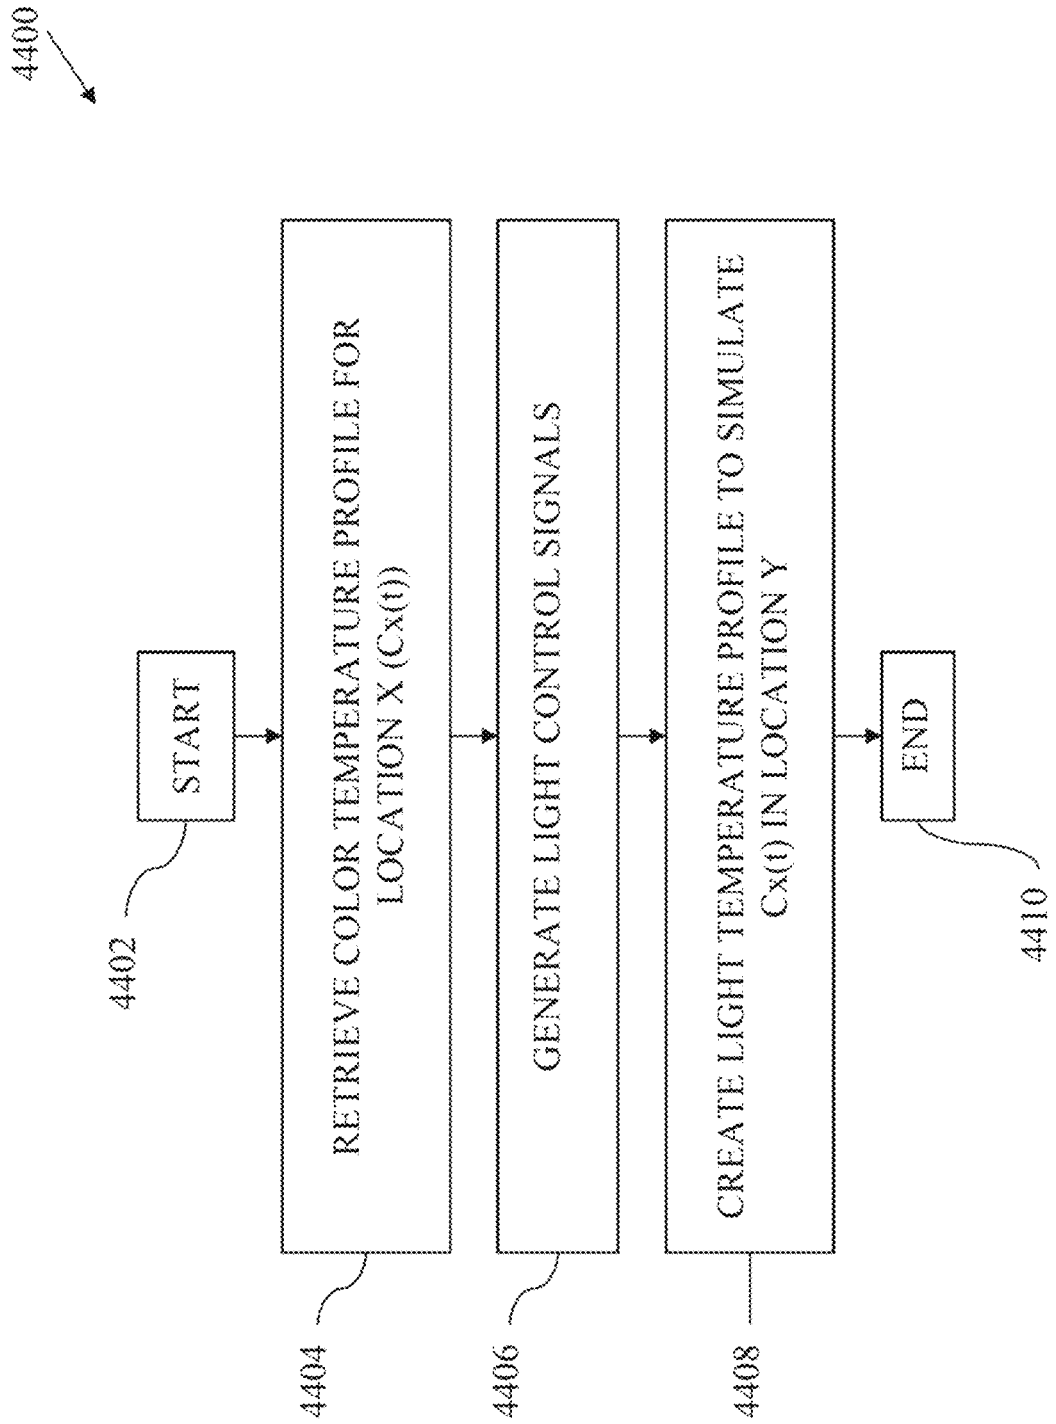 4400
START
4402
RETRIEVE COLOR TEMPERATURE PROFILE FOR
LOCATION X (Cx(t))
4404
GENERATE LIGHT CONTROL SIGNALS
4406
CREATE LIGHT TEMPERATURE PROFILE TO SIMULATE
Cx(t) IN LOCATION Y
4408
END
4410